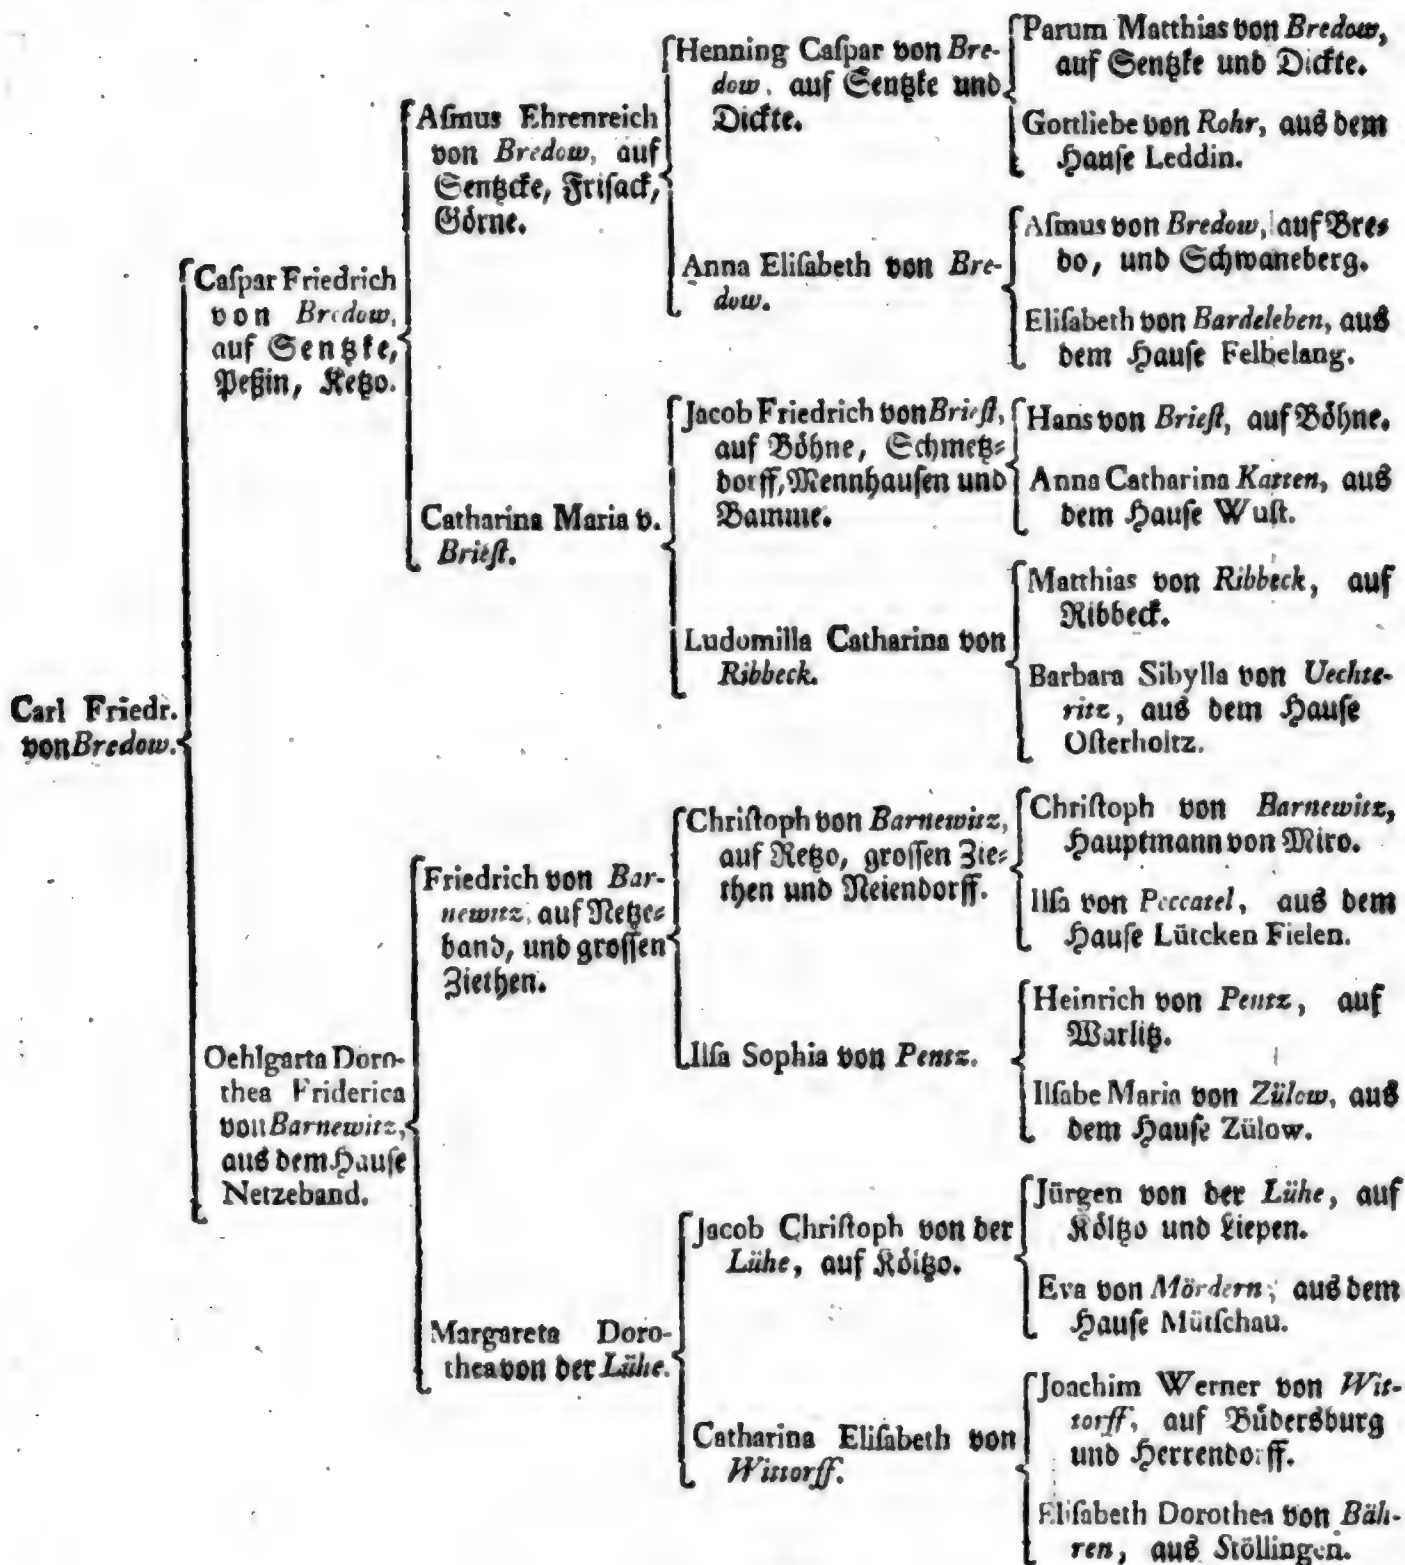 Carl Friedr.
von Bredow.
Caſpar Friedrich
von Bredow,
auf Sentzke,
Peßin, Retzo.
Oehlgarta Doro-
thea Friderica
von Barnewitz,
aus dem Hauſe
Netzeband.
Aſmus Ehrenreich
von Bredow, auf
Sentzcke, Friſack,
Görne.
Catharina Maria v.
Brieſt.
Friedrich von Bar-
newitz, auf Netze-
band, und groſſen
Ziethen.
Margareta Doro-
thea von der Lühe.
Henning Caſpar von Bre-
dow, auf Sentzke und
Dickte.
Anna Eliſabeth von Bre-
dow.
Jacob Friedrich von Brieſt,
auf Böhne, Schmetz-
dorff, Mennhauſen und
Bamme.
Ludomilla Catharina von
Ribbeck.
Chriſtoph von Barnewitz,
auf Retzo, groſſen Zie-
then und Neiendorff.
Ilſa Sophia von Pentz.
Jacob Chriſtoph von der
Lühe, auf Költzo.
Catharina Eliſabeth von
Wittorff.
Parum Matthias von Bredow,
auf Sentzke und Dickte.
Gottliebe von Rohr, aus dem
Hauſe Leddin.
Aſmus von Bredow, auf Bre-
do, und Schwaneberg.
Eliſabeth von Bardeleben, aus
dem Hauſe Felbelang.
Hans von Brieſt, auf Böhne.
Anna Catharina Katten, aus
dem Hauſe Wuſt.
Matthias von Ribbeck, auf
Ribbeck.
Barbara Sibylla von Uechte-
ritz, aus dem Hauſe
Oſterholtz.
Chriſtoph von Barnewitz,
Hauptmann von Miro.
Ilſa von Peccatel, aus dem
Hauſe Lütcken Fielen.
Heinrich von Pentz, auf
Warlitz.
Ilſabe Maria von Zülow, aus
dem Hauſe Zülow.
Jürgen von der Lühe, auf
Költzo und Liepen.
Eva von Mördern, aus dem
Hauſe Mütſchau.
Joachim Werner von Wit-
torff, auf Büdersburg
und Herrendorff.
Eliſabeth Dorothea von Bäh-
ren, aus Stöllingen.